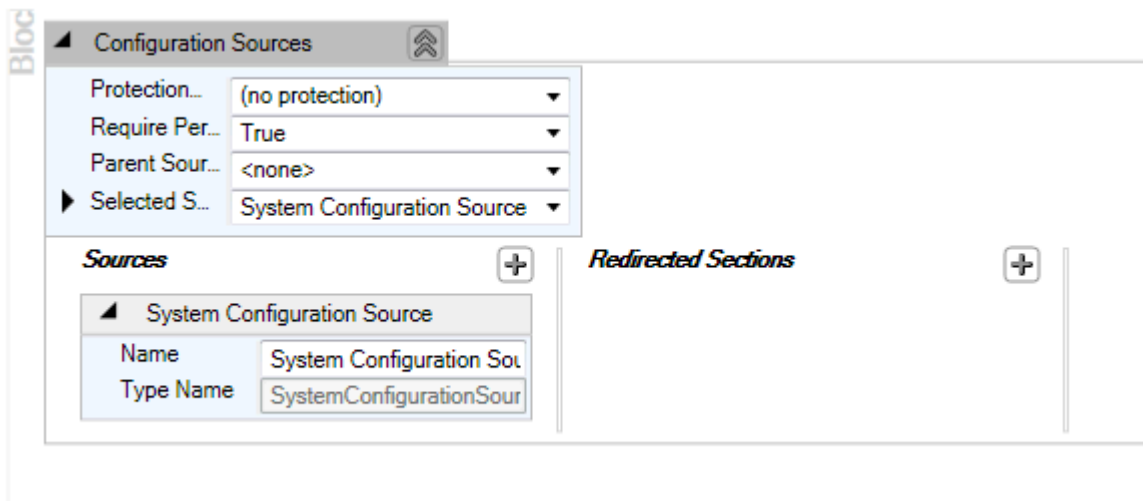 Bloc
Configuration Sources
Protection... (no protection)
Require Per... True
Parent Sour... <none>
Selected S... System Configuration Source
Sources
Redirected Sections
System Configuration Source
Name System Configuration Sou
Type Name SystemConfigurationSour